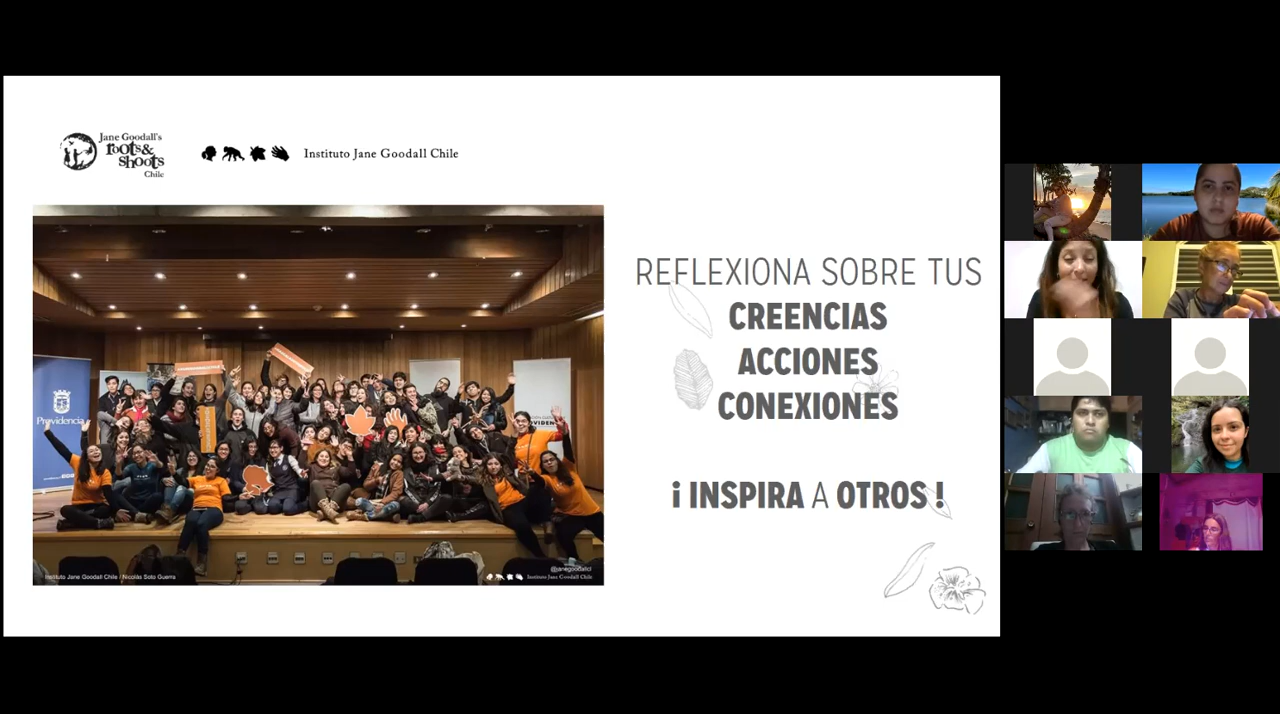 Jane Goodall's
roots&
shoots
Chile
Instituto Jane Goodall Chile
REFLEXIONA SOBRE TUS
CREENCIAS
ACCIONES
CONEXIONES
¡ INSPIRA A OTROS !
Providencia
@janegoodallcl
Instituto Jane Goodall Chile / Nicolás Soto Guerra
Instituto Jane Goodall Chile